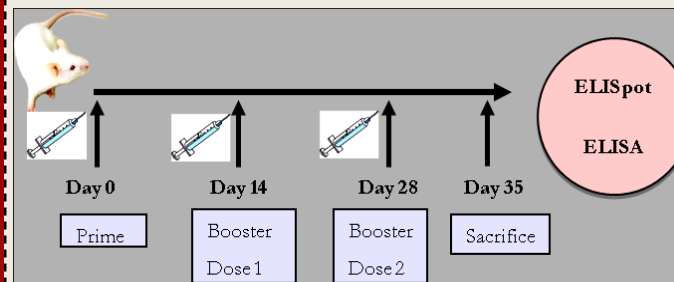 ELISpot
ELISA
Day 0
Day 14
Day 28
Day 35
Prime
Booster
Dose 1
Booster
Dose 2
Sacrifice